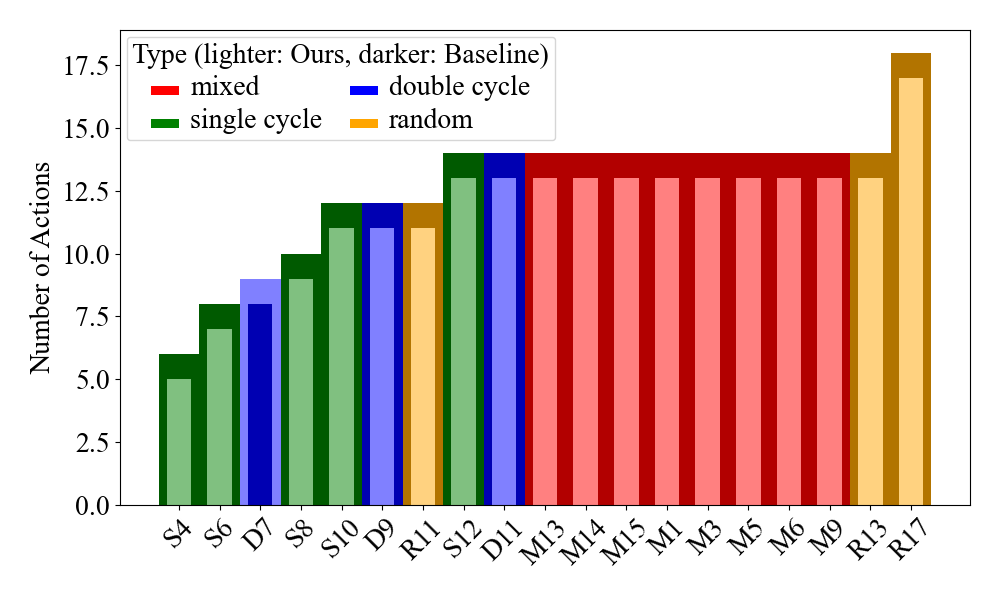 Type (lighter: Ours, darker: Baseline)
mixed
double cycle
single cycle
random
Number of Actions
17.5
15.0
12.5
10.0
7.5
5.0
2.5
0.0
S4 S6 D7 S8 S10 D9 R11 S12 D11 M13 M14 M15 M1 M3 M5 M6 M9 R13 R17